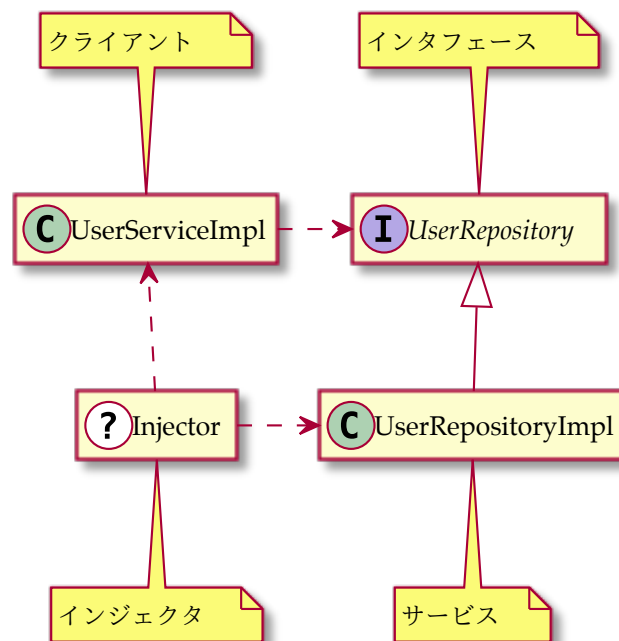 クライアント
インタフェース
C UserServiceImpl
I UserRepository
? Injector
C UserRepositoryImpl
インジェクタ
サービス